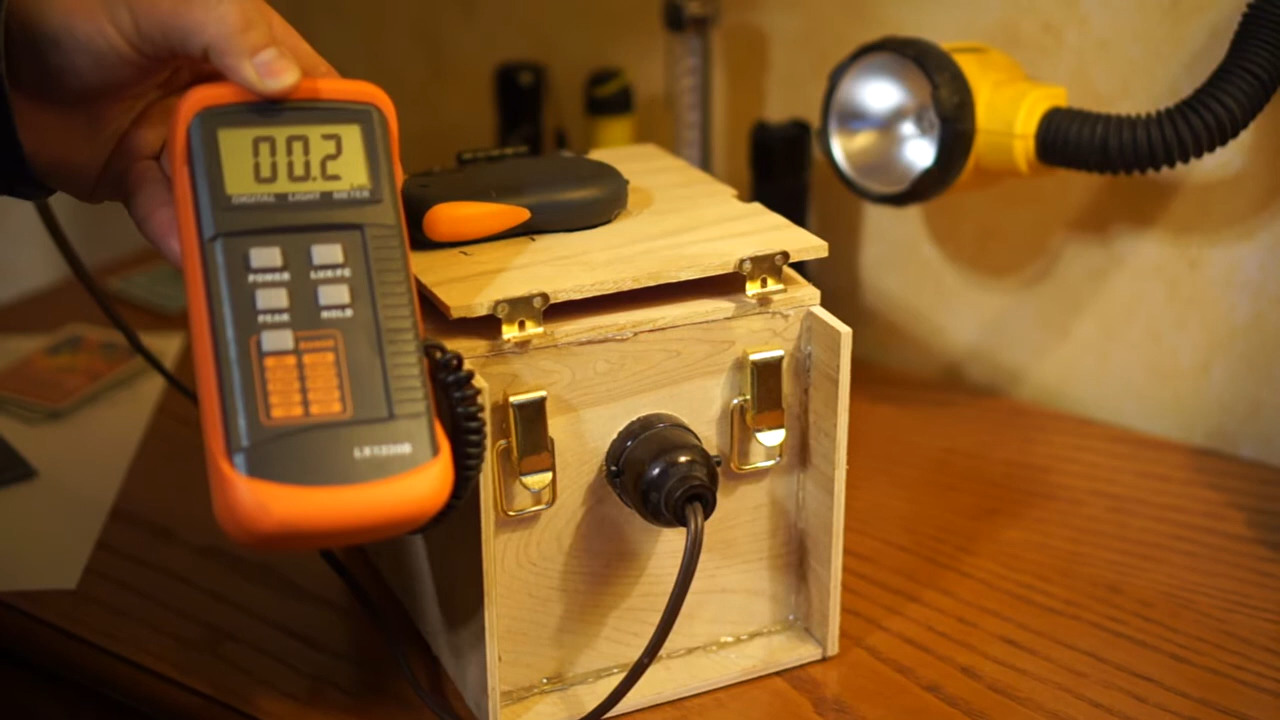 00.2
DIGITAL LIGHT METER
POWER LUX/FC
PEAK HOLD
LX1330B